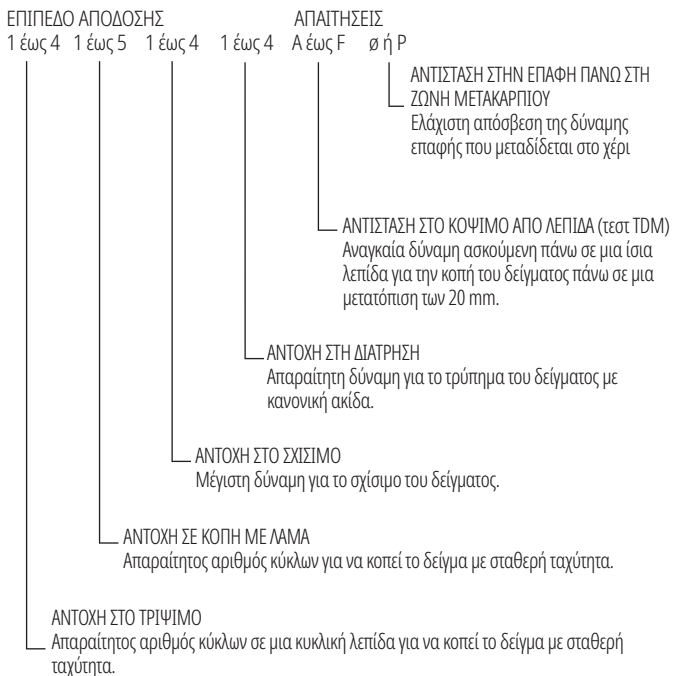 ΕΠΙΠΕΔΟ ΑΠΟΔΟΣΗΣ ΑΠΑΙΤΗΣΕΙΣ
1 έως 4 1 έως 5 1 έως 4 1 έως 4 A έως F ø ή P
ΑΝΤΙΣΤΑΣΗ ΣΤΗΝ ΕΠΑΦΗ ΠΑΝΩ ΣΤΗ
ΖΩΝΗ ΜΕΤΑΚΑΡΠΙΟΥ
Ελάχιστη απόσβεση της δύναμης
επαφής που μεταδίδεται στο χέρι
ΑΝΤΙΣΤΑΣΗ ΣΤΟ ΚΟΨΙΜΟ ΑΠΟ ΛΕΠΙΔΑ (τεστ TDM)
Αναγκαία δύναμη ασκούμενη πάνω σε μια ίσια
λεπίδα για την κοπή του δείγματος πάνω σε μια
μετατόπιση των 20 mm.
ΑΝΤΟΧΗ ΣΤΗ ΔΙΑΤΡΗΣΗ
Απαραίτητη δύναμη για το τρύπημα του δείγματος με
κανονική ακίδα.
ΑΝΤΟΧΗ ΣΤΟ ΣΧΙΣΙΜΟ
Μέγιστη δύναμη για το σχίσιμο του δείγματος.
ΑΝΤΟΧΗ ΣΕ ΚΟΠΗ ΜΕ ΛΑΜΑ
Απαραίτητος αριθμός κύκλων για να κοπεί το δείγμα με σταθερή ταχύτητα.
ΑΝΤΟΧΗ ΣΤΟ ΤΡΙΨΙΜΟ
Απαραίτητος αριθμός κύκλων σε μια κυκλική λεπίδα για να κοπεί το δείγμα με σταθερή
ταχύτητα.